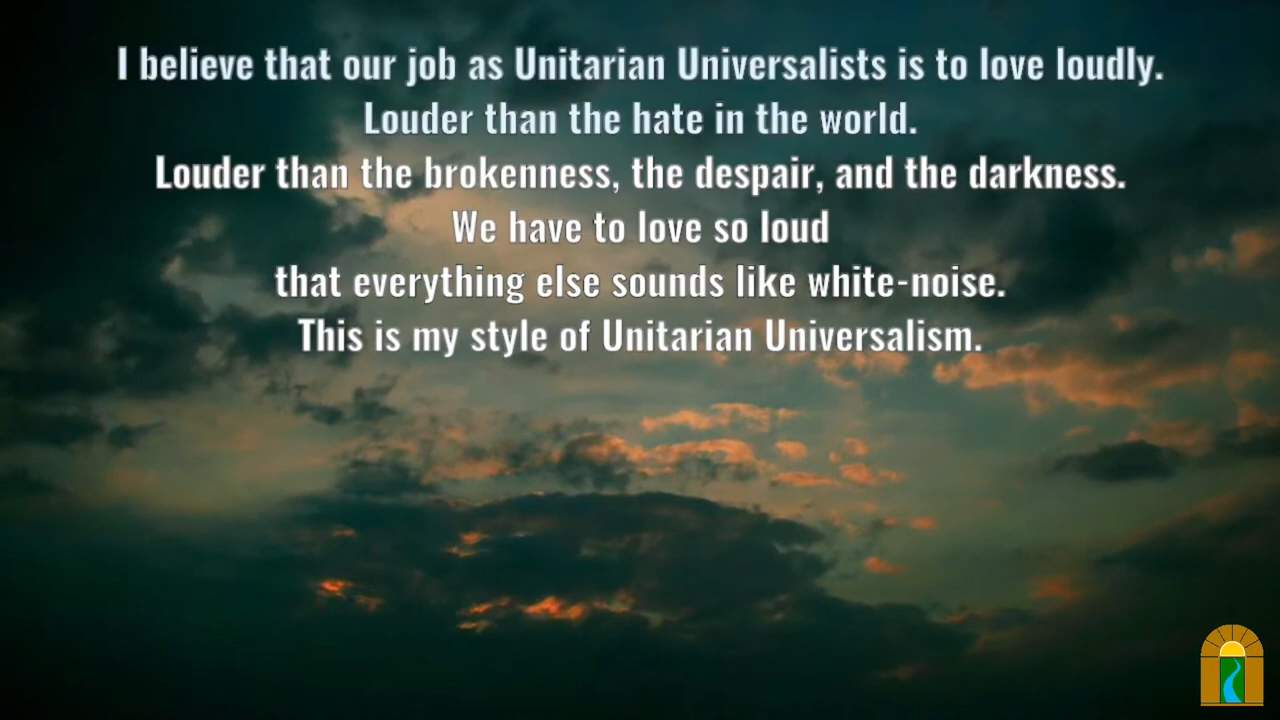 I believe that our job as Unitarian Universalists is to love loudly.
Louder than the hate in the world.
Louder than the brokenness, the despair, and the darkness.
We have to love so loud
that everything else sounds like white-noise.
This is my style of Unitarian Universalism.